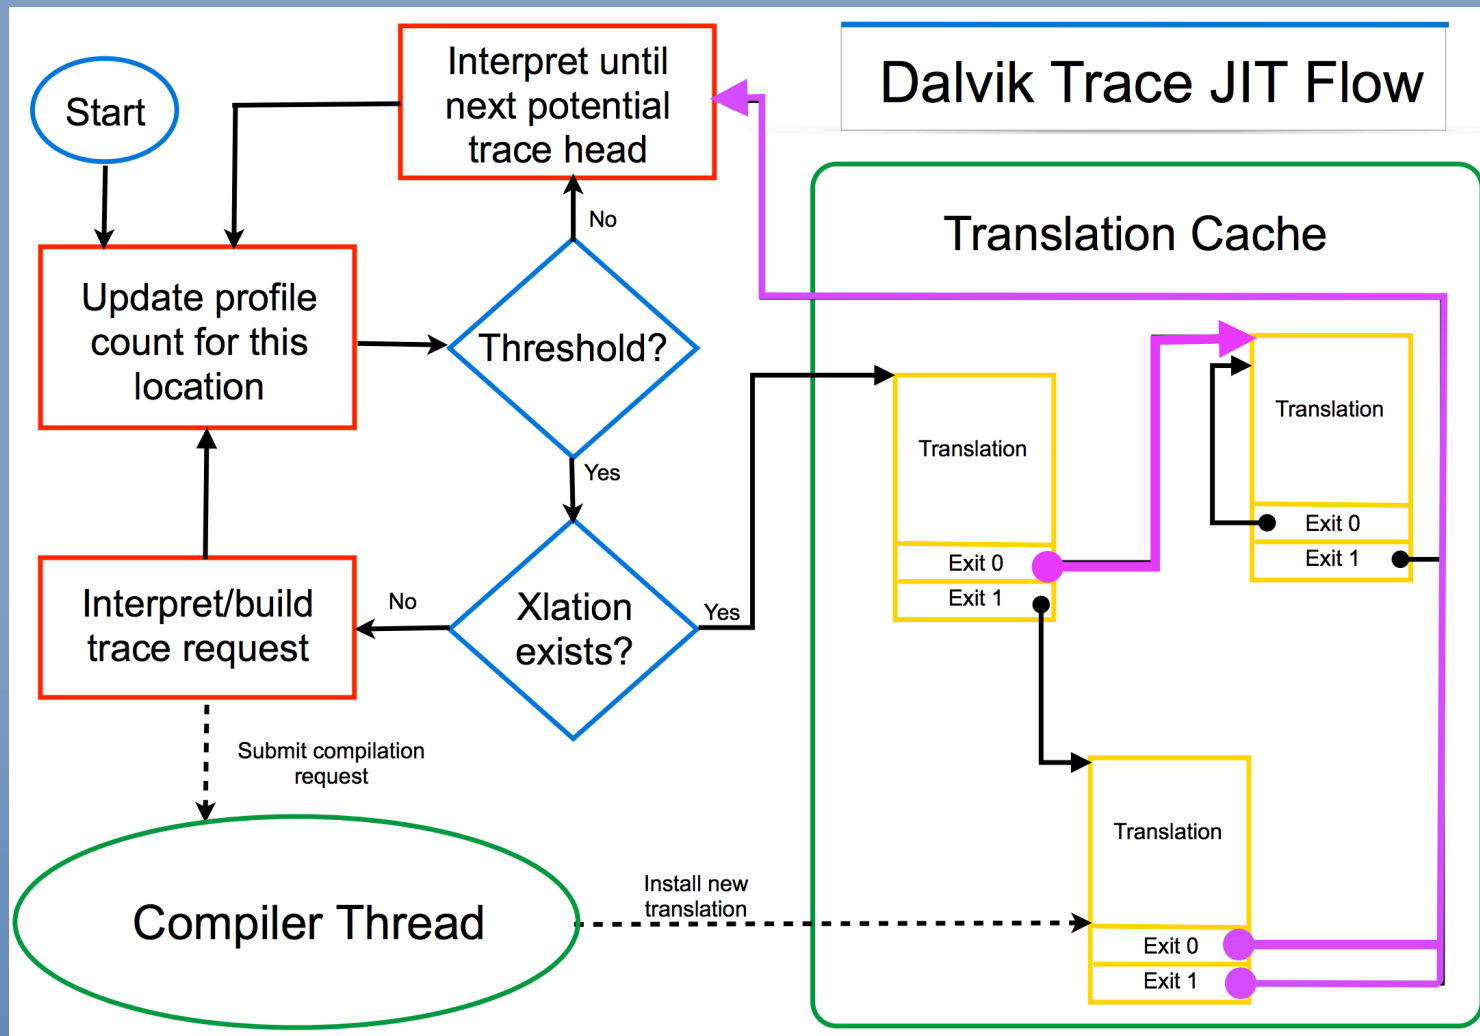 Dalvik Trace JIT Flow
Start
Interpret until
next potential
trace head
No
Update profile
count for this
location
Threshold?
Yes
Xlation
exists?
No
Yes
Interpret/build
trace request
Submit compilation
request
Compiler Thread
Install new
translation
Translation Cache
Translation
Exit 0
Exit 1
Translation
Exit 0
Exit 1
Translation
Exit 0
Exit 1